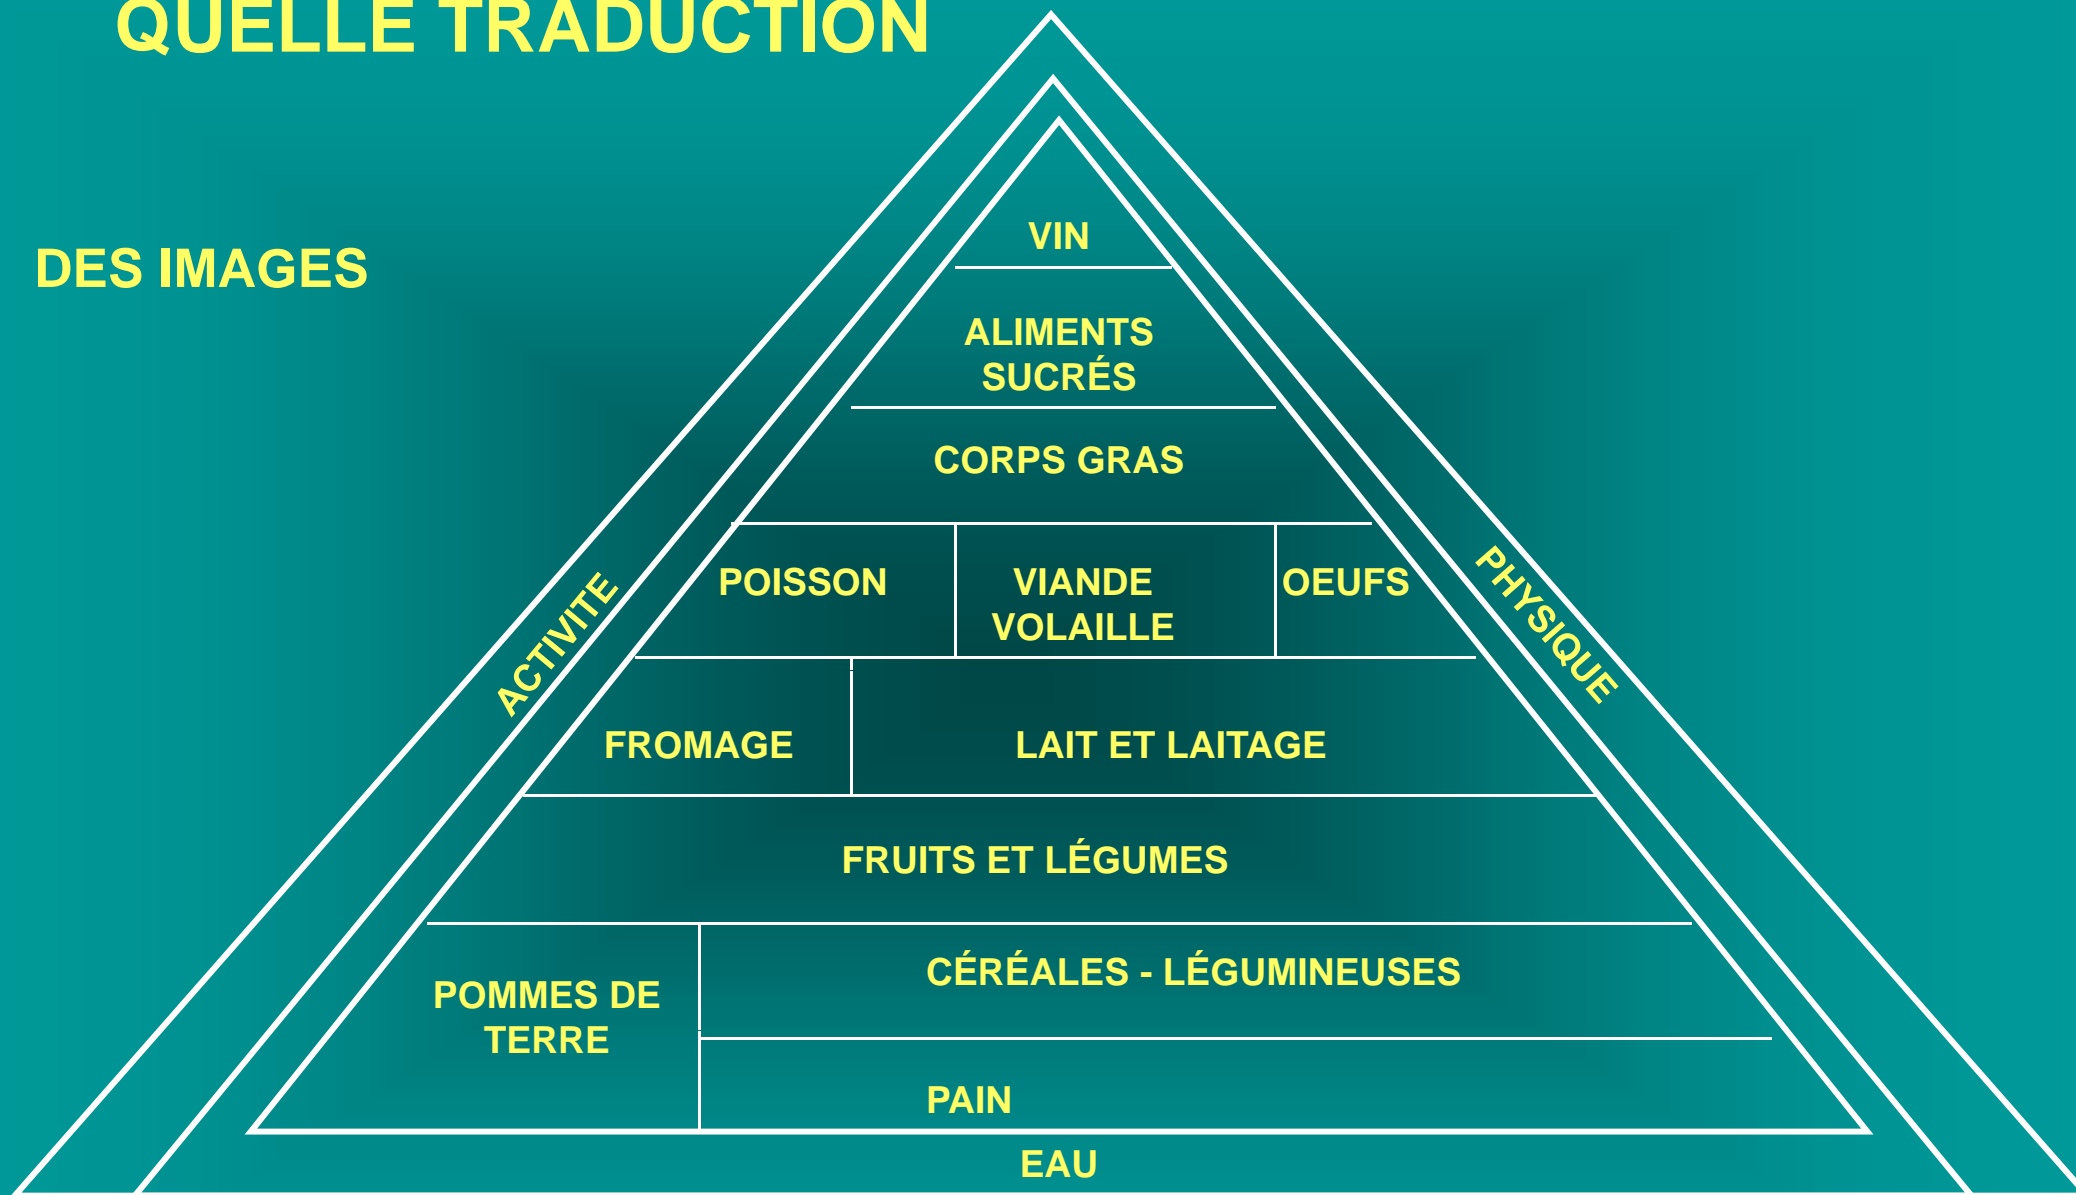 QUELLE TRADUCTION
DES IMAGES
VIN
ALIMENTS
SUCRÉS
CORPS GRAS
POISSON
VIANDE
VOLAILLE
OEUFS
ACTIVITE
PHYSIQUE
FROMAGE
LAIT ET LAITAGE
FRUITS ET LÉGUMES
POMMES DE
TERRE
CÉRÉALES - LÉGUMINEUSES
PAIN
EAU